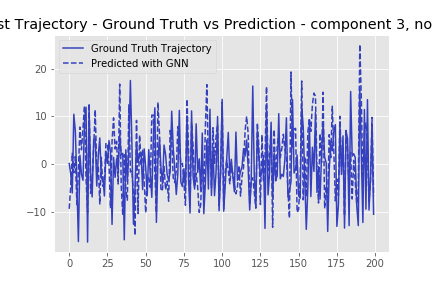 st Trajectory - Ground Truth vs Prediction - component 3, no
Ground Truth Trajectory
Predicted with GNN
20
10
0
−10
0 25 50 75 100 125 150 175 200